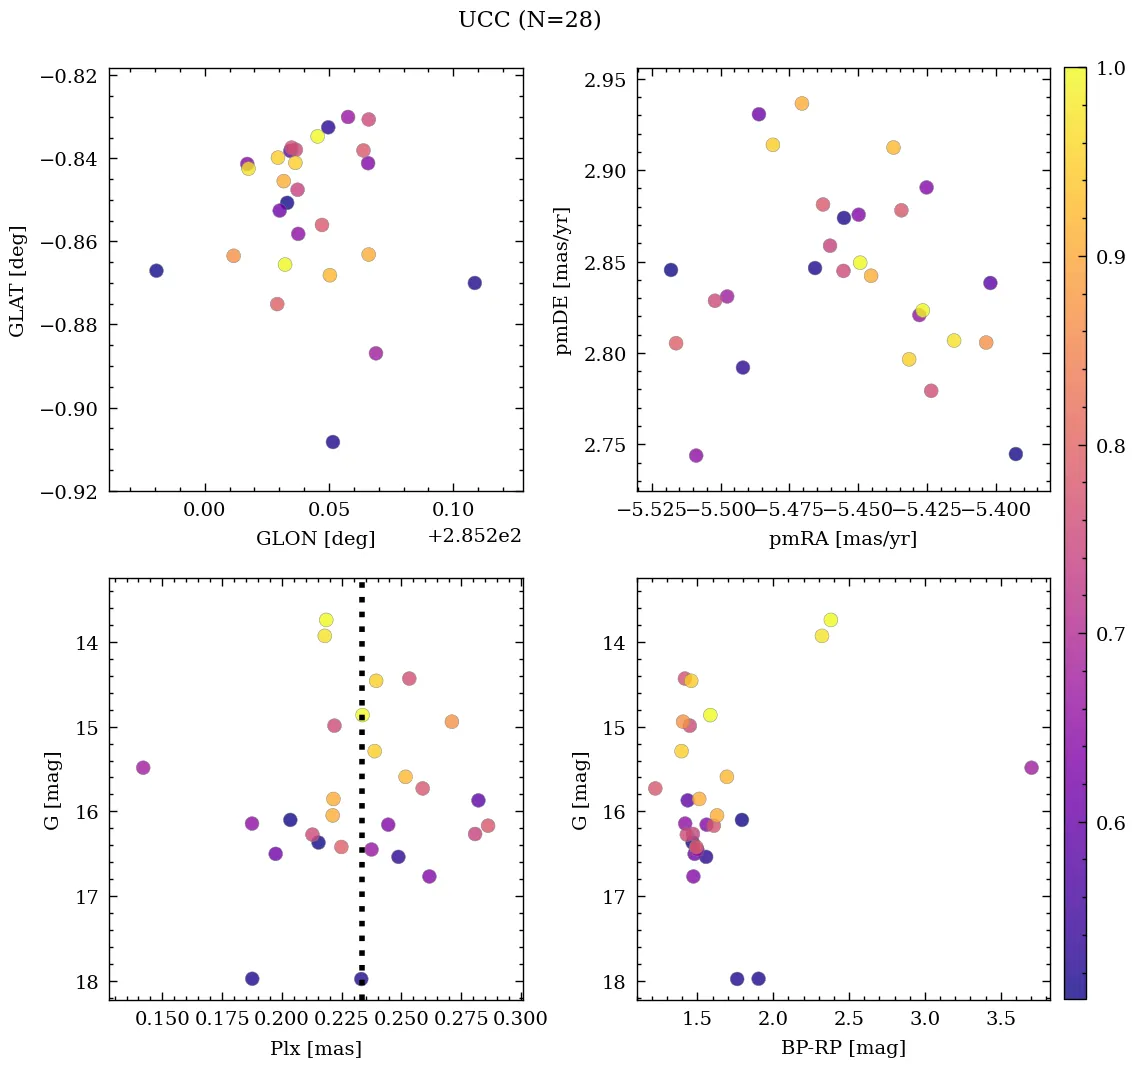 UCC (N=28)
−0.82
−0.84
−0.86
−0.88
−0.90
−0.92
GLAT [deg]
0.00 0.05 0.10
GLON [deg]
+2.852e2
2.95
2.90
2.85
2.80
2.75
pmDE [mas/yr]
−5.525 −5.500 −5.475 −5.450 −5.425 −5.400
pmRA [mas/yr]
14
15
16
17
18
G [mag]
0.150 0.175 0.200 0.225 0.250 0.275 0.300
Plx [mas]
14
15
16
17
18
G [mag]
1.5 2.0 2.5 3.0 3.5
BP-RP [mag]
1.0
0.9
0.8
0.7
0.6